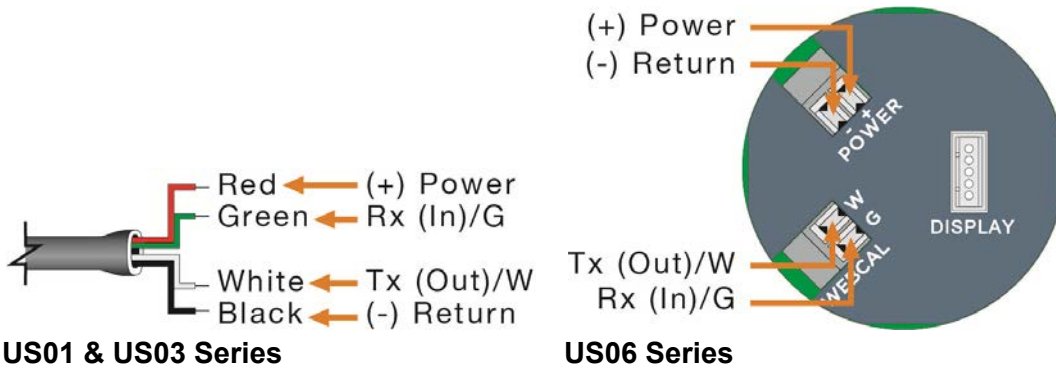 Red (+) Power
Green Rx (In)/G
White Tx (Out)/W
Black (-) Return
US01 & US03 Series
(+) Power
(-) Return
- +
POWER
W
G
WEBCAL
DISPLAY
Tx (Out)/W
Rx (In)/G
US06 Series